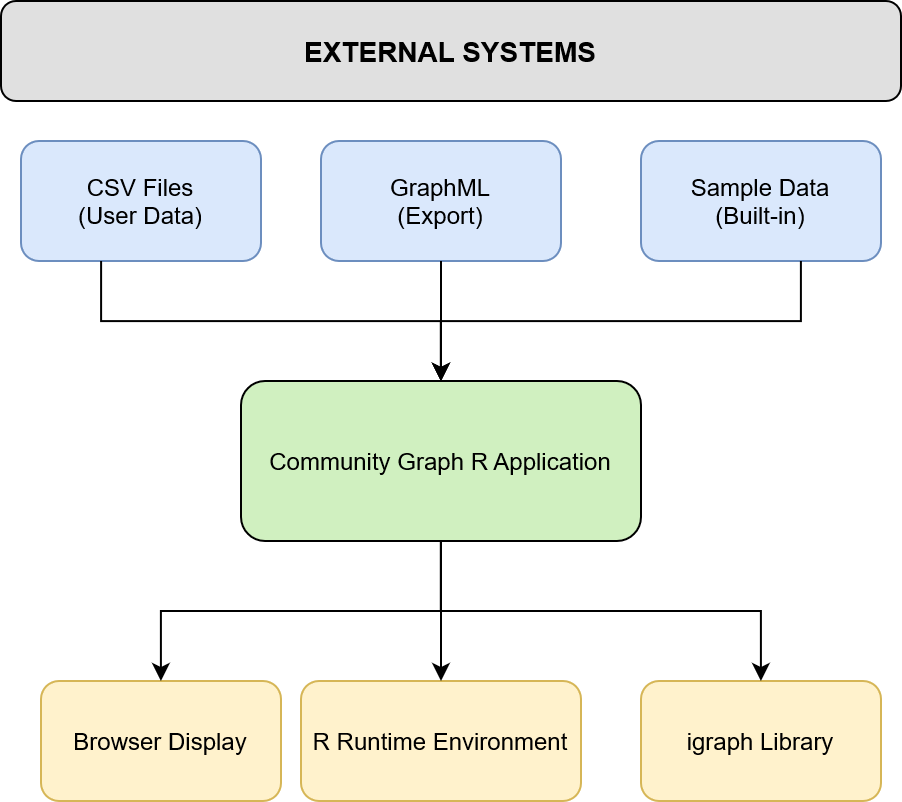 EXTERNAL SYSTEMS
CSV Files
(User Data)
GraphML
(Export)
Sample Data
(Built-in)
Community Graph R Application
Browser Display
R Runtime Environment
igraph Library